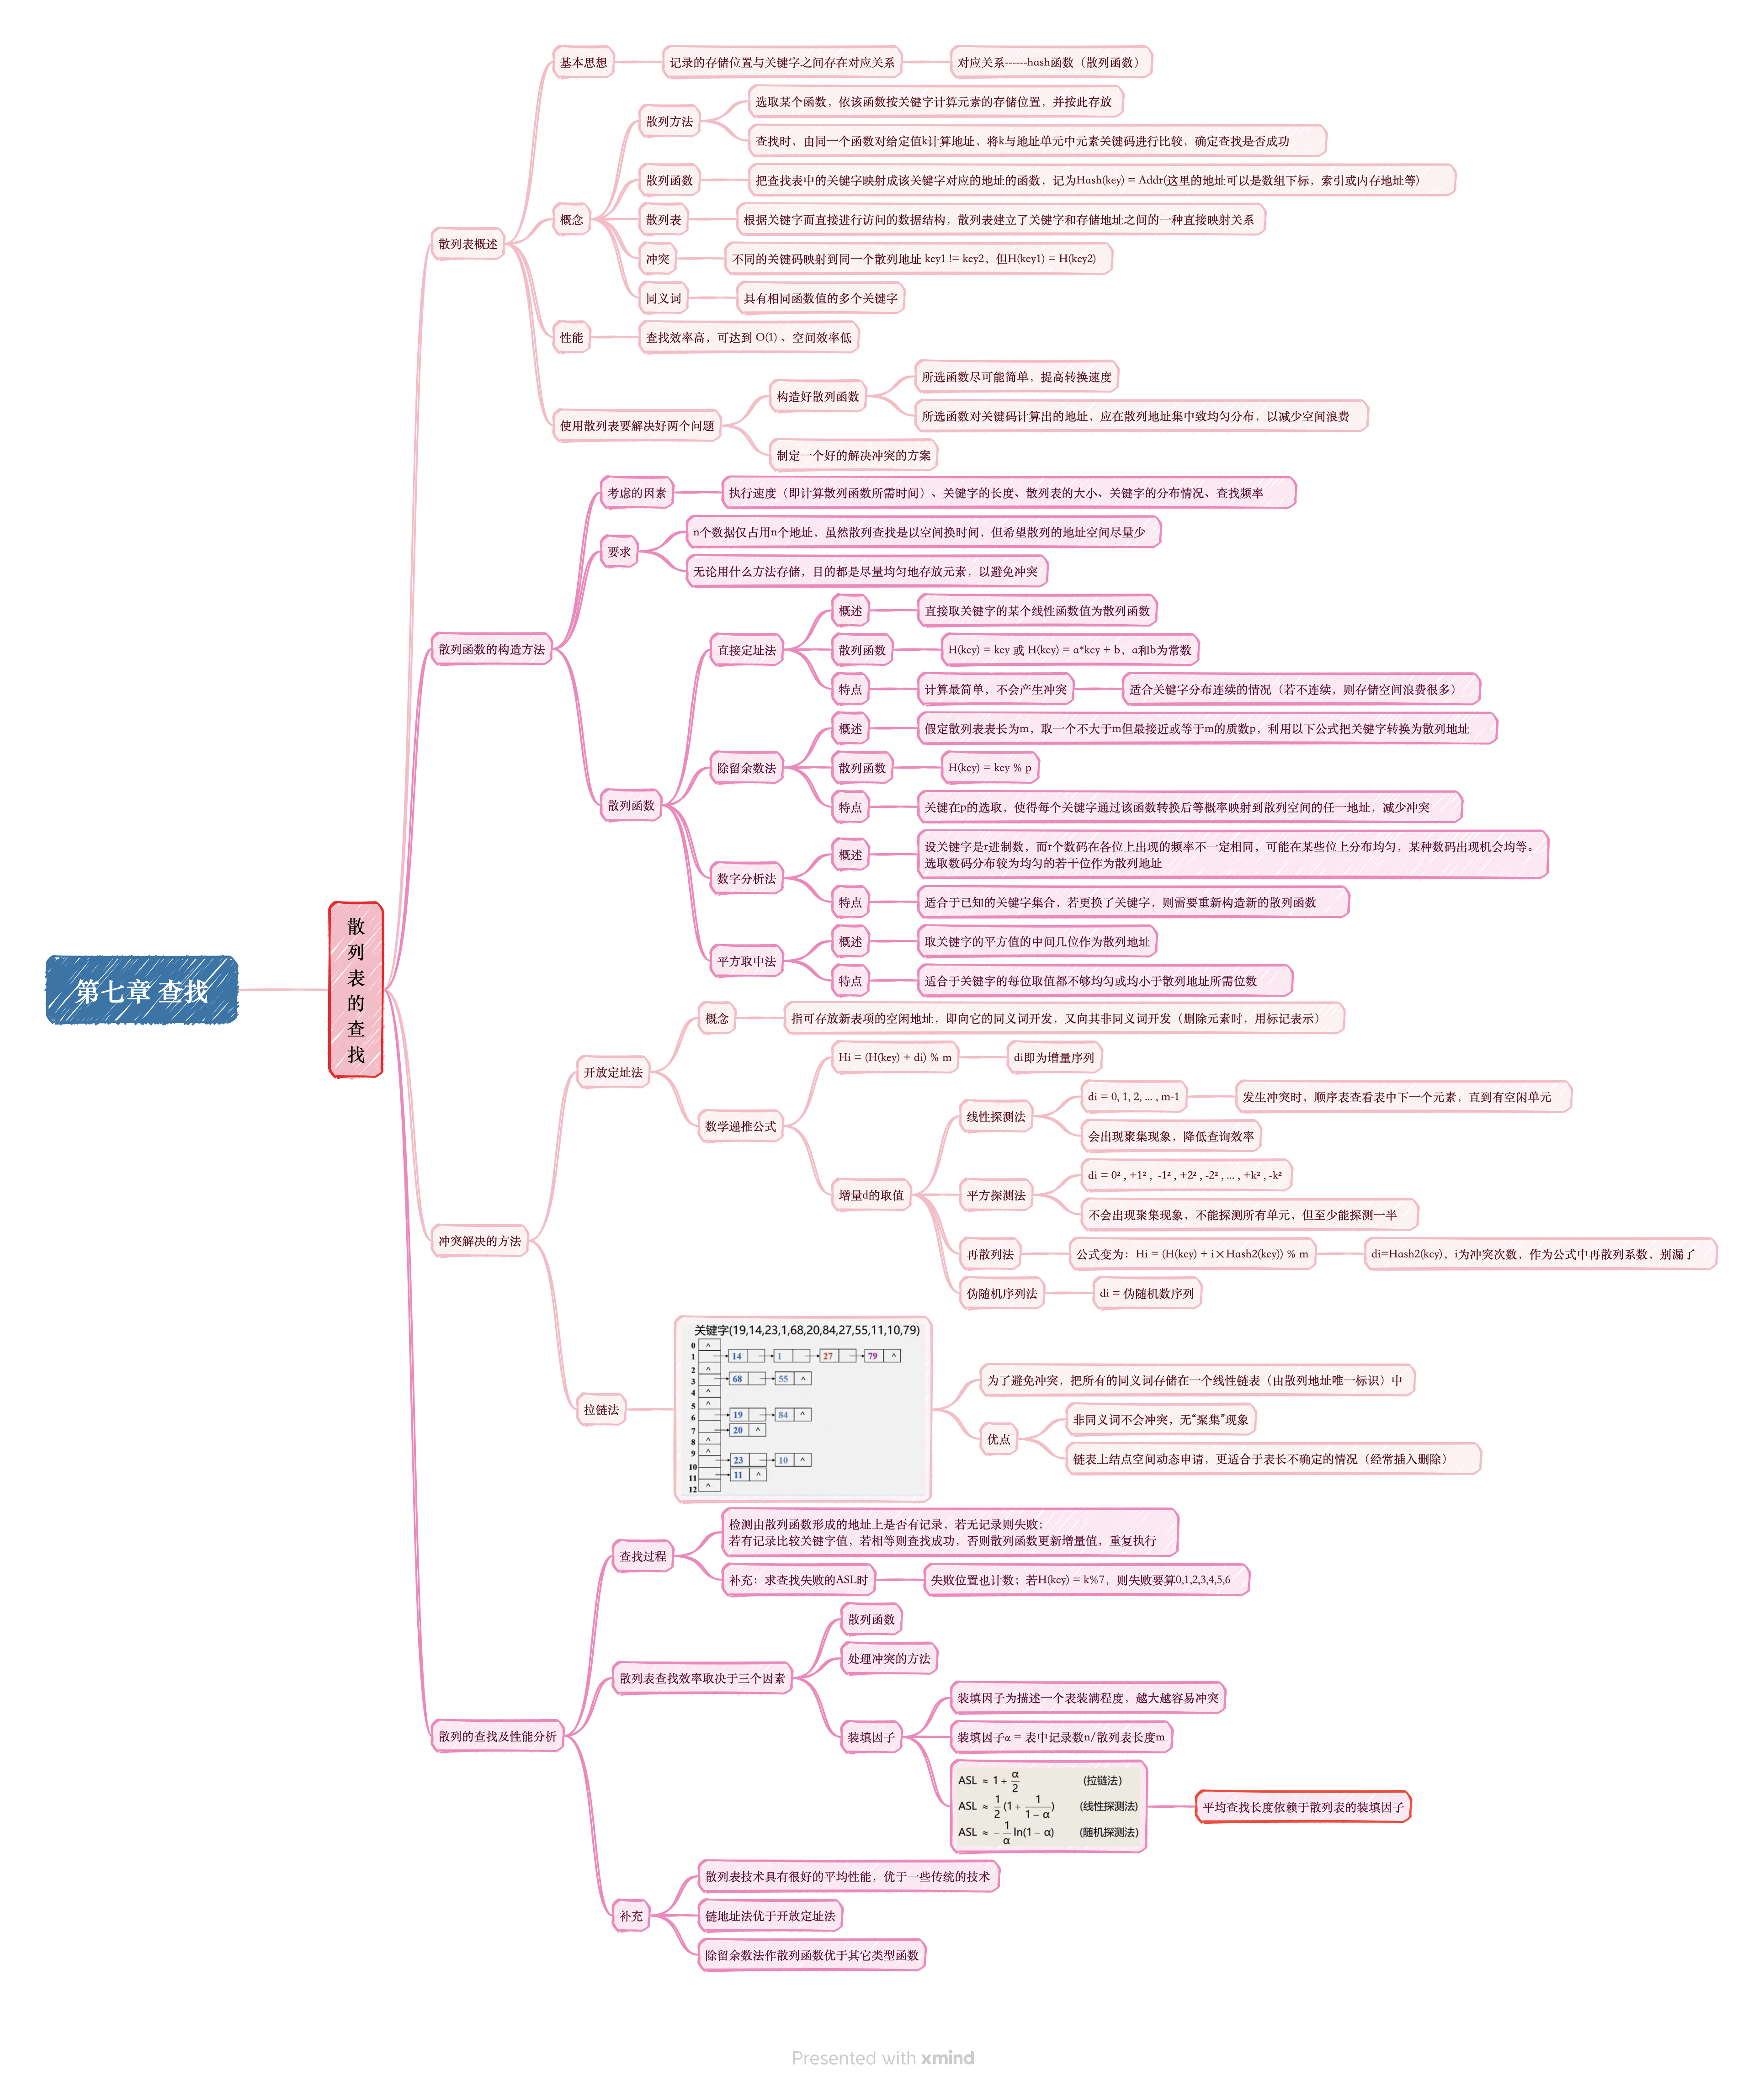 第七章 查找
散列表的查找
散列表概述
基本思想
记录的存储位置与关键字之间存在对应关系
对应关系------hash函数（散列函数）
概念
散列方法
选取某个函数，依该函数按关键字计算元素的存储位置，并按此存放
查找时，由同一个函数对给定值k计算地址，将k与地址单元中元素关键码进行比较，确定查找是否成功
散列函数
把查找表中的关键字映射成该关键字对应的地址的函数，记为Hash(key) = Addr(这里的地址可以是数组下标，索引或内存地址等)
散列表
根据关键字而直接进行访问的数据结构，散列表建立了关键字和存储地址之间的一种直接映射关系
冲突
不同的关键码映射到同一个散列地址 key1 != key2，但H(key1) = H(key2)
同义词
具有相同函数值的多个关键字
性能
查找效率高，可达到 O(1) 、空间效率低
使用散列表要解决好两个问题
构造好散列函数
所选函数尽可能简单，提高转换速度
所选函数对关键码计算出的地址，应在散列地址集中致均匀分布，以减少空间浪费
制定一个好的解决冲突的方案
散列函数的构造方法
考虑的因素
执行速度（即计算散列函数所需时间）、关键字的长度、散列表的大小、关键字的分布情况、查找频率
要求
n个数据仅占用n个地址，虽然散列查找是以空间换时间，但希望散列的地址空间尽量少
无论用什么方法存储，目的都是尽量均匀地存放元素，以避免冲突
散列函数
直接定址法
概述
直接取关键字的某个线性函数值为散列函数
散列函数
H(key) = key 或 H(key) = a*key + b，a和b为常数
特点
计算最简单，不会产生冲突
适合关键字分布连续的情况（若不连续，则存储空间浪费很多）
除留余数法
概述
假定散列表表长为m，取一个不大于m但最接近或等于m的质数p，利用以下公式把关键字转换为散列地址
散列函数
H(key) = key % p
特点
关键在p的选取，使得每个关键字通过该函数转换后等概率映射到散列空间的任一地址，减少冲突
数字分析法
概述
设关键字是r进制数，而r个数码在各位上出现的频率不一定相同，可能在某些位上分布均匀，某种数码出现机会均等。
选取数码分布较为均匀的若干位作为散列地址
特点
适合于已知的关键字集合，若更换了关键字，则需要重新构造新的散列函数
平方取中法
概述
取关键字的平方值的中间几位作为散列地址
特点
适合于关键字的每位取值都不够均匀或均小于散列地址所需位数
冲突解决的方法
开放定址法
概念
指可存放新表项的空闲地址，即向它的同义词开发，又向其非同义词开发（删除元素时，用标记表示）
数学递推公式
Hi = (H(key) + di) % m
di即为增量序列
增量d的取值
线性探测法
di = 0, 1, 2, ... , m-1
发生冲突时，顺序表查看表中下一个元素，直到有空闲单元
会出现聚集现象，降低查询效率
平方探测法
di = 0² , +1² , -1² , +2² , -2² , ... , +k² , -k²
不会出现聚集现象，不能探测所有单元，但至少能探测一半
再散列法
公式变为：Hi = (H(key) + i×Hash2(key)) % m
di=Hash2(key)，i为冲突次数，作为公式中再散列系数，别漏了
伪随机序列法
di = 伪随机数序列
拉链法
关键字(19,14,23,1,68,20,84,27,55,11,10,79)
0 ^
1 14 1 27 79 ^
2 ^
3 68 55 ^
4 ^
5 ^
6 19 84 ^
7 20 ^
8 ^
9 ^
10 23 10 ^
11 11 ^
12 ^
为了避免冲突，把所有的同义词存储在一个线性链表（由散列地址唯一标识）中
优点
非同义词不会冲突，无“聚集”现象
链表上结点空间动态申请，更适合于表长不确定的情况（经常插入删除）
散列的查找及性能分析
查找过程
检测由散列函数形成的地址上是否有记录，若无记录则失败；
若有记录比较关键字值，若相等则查找成功，否则散列函数更新增量值，重复执行
补充：求查找失败的ASL时
失败位置也计数；若H(key) = k%7，则失败要算0,1,2,3,4,5,6
散列表查找效率取决于三个因素
散列函数
处理冲突的方法
装填因子
装填因子为描述一个表装满程度，越大越容易冲突
装填因子α = 表中记录数n/散列表长度m
ASL ≈ 1 + α/2 (拉链法)
ASL ≈ 1/2 (1 + 1/(1 − α)) (线性探测法)
ASL ≈ − 1/α ln(1 − α) (随机探测法)
平均查找长度依赖于散列表的装填因子
补充
散列表技术具有很好的平均性能，优于一些传统的技术
链地址法优于开放定址法
除留余数法作散列函数优于其它类型函数
Presented with xmind